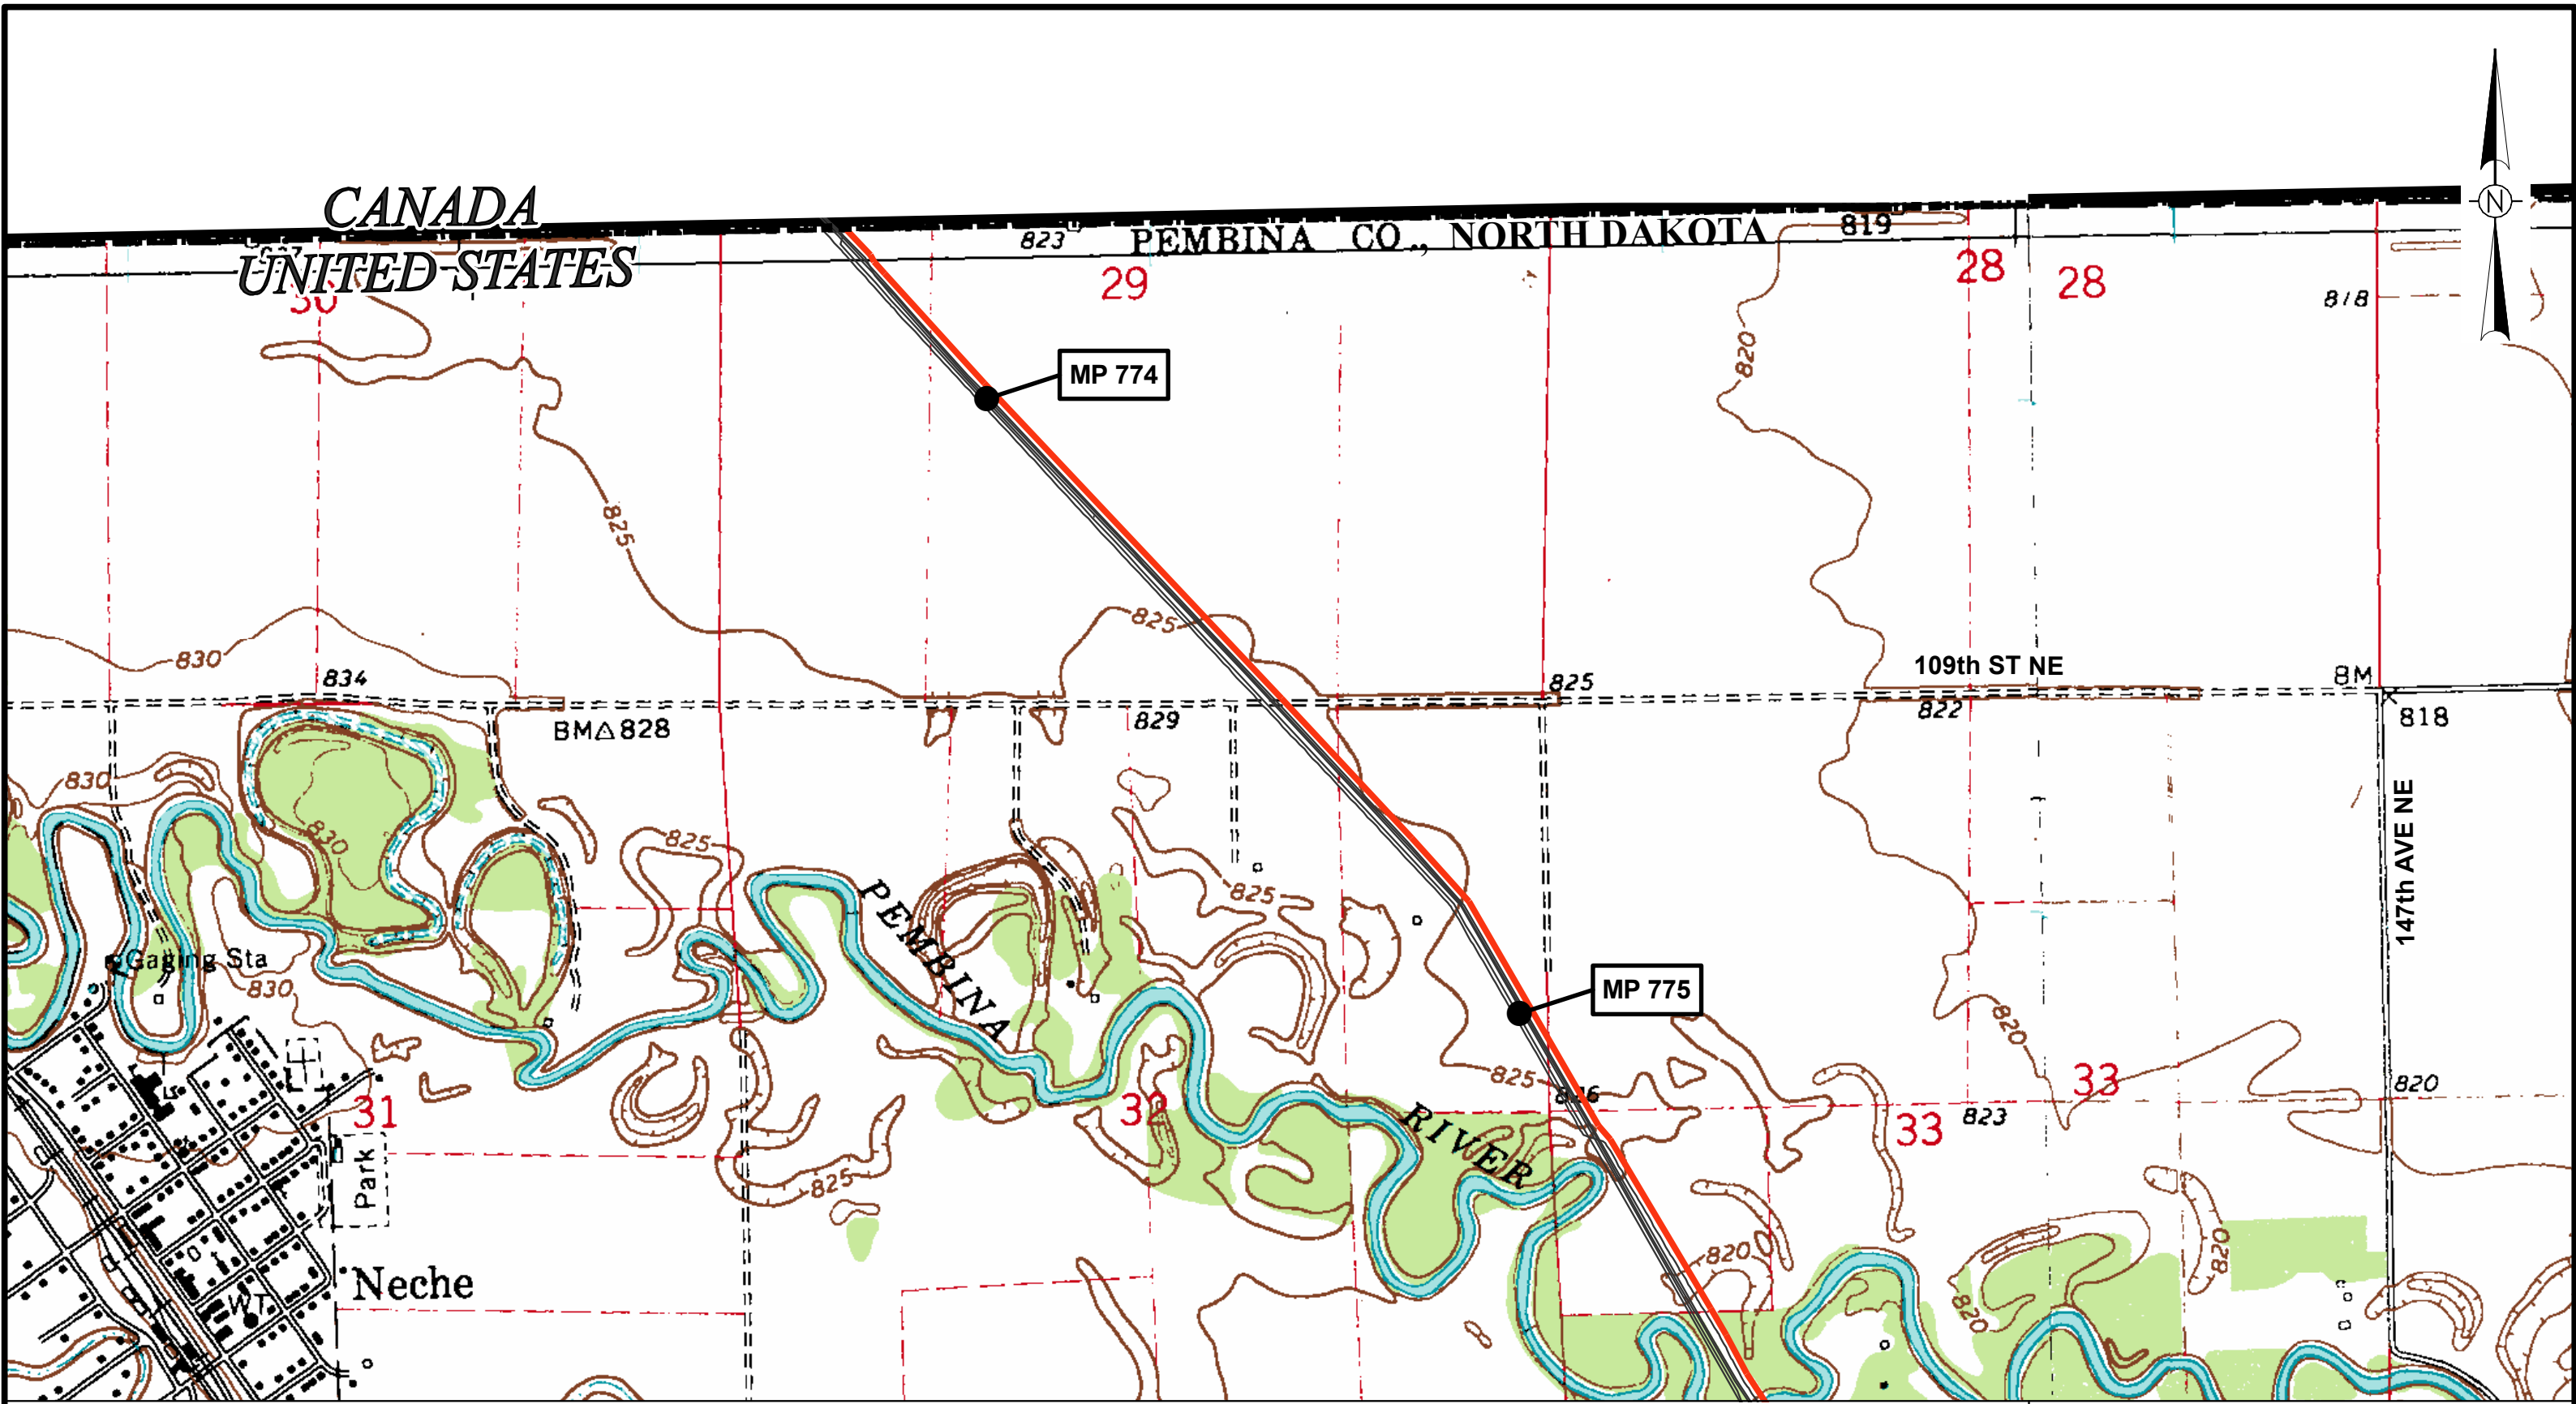 CANADA
UNITED STATES
N
823
PEMBINA CO., NORTH DAKOTA
819
30
29
28
28
818
820
MP 774
825
825
830
834
825
109th ST NE
BM
BM△828
829
822
818
830
830
825
825
147th AVE NE
PEMBINA
Gaging Sta
830
MP 775
820
825
31
32
33
33
823
820
RIVER
Park
825
820
820
820
Neche
WT